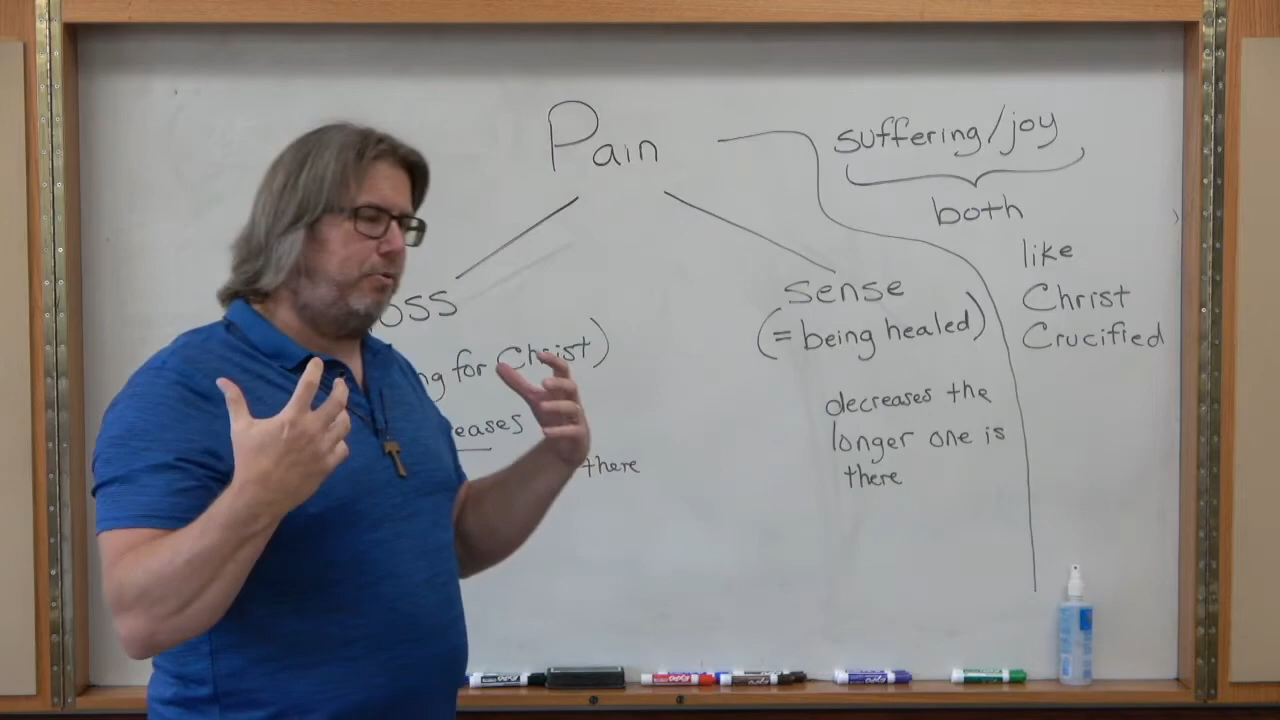 Pain
oss
ng for Christ)
eases
there
sense
(= being healed)
decreases the
longer one is
there
suffering/joy
both
like
Christ
Crucified